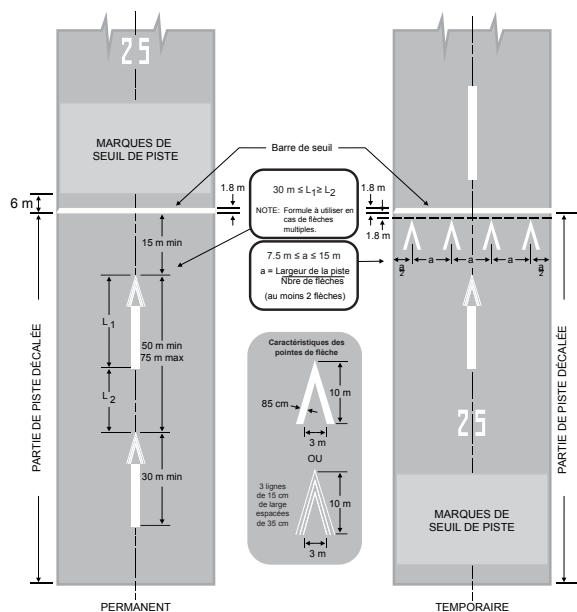 25
MARQUES DE
SEUIL DE PISTE
6 m
Barre de seuil
1.8 m
30 m ≤ L1 ≥ L2
NOTE: Formule à utiliser en
cas de flèches
multiples.
1.8 m
1.8 m
15 m min
7.5 m ≤ a ≤ 15 m
a = Largeur de la piste
Nbre de flèches
(au moins 2 flèches)
a/2
a
a
a
a/2
PARTIE DE PISTE DÉCALÉE
L1
50 m min
75 m max
L2
30 m min
Caractéristiques des
pointes de flèche
10 m
85 cm
3 m
OU
3 lignes
de 15 cm
de large
espacées
de 35 cm
10 m
3 m
25
MARQUES DE
SEUIL DE PISTE
PARTIE DE PISTE DÉCALÉE
PERMANENT
TEMPORAIRE